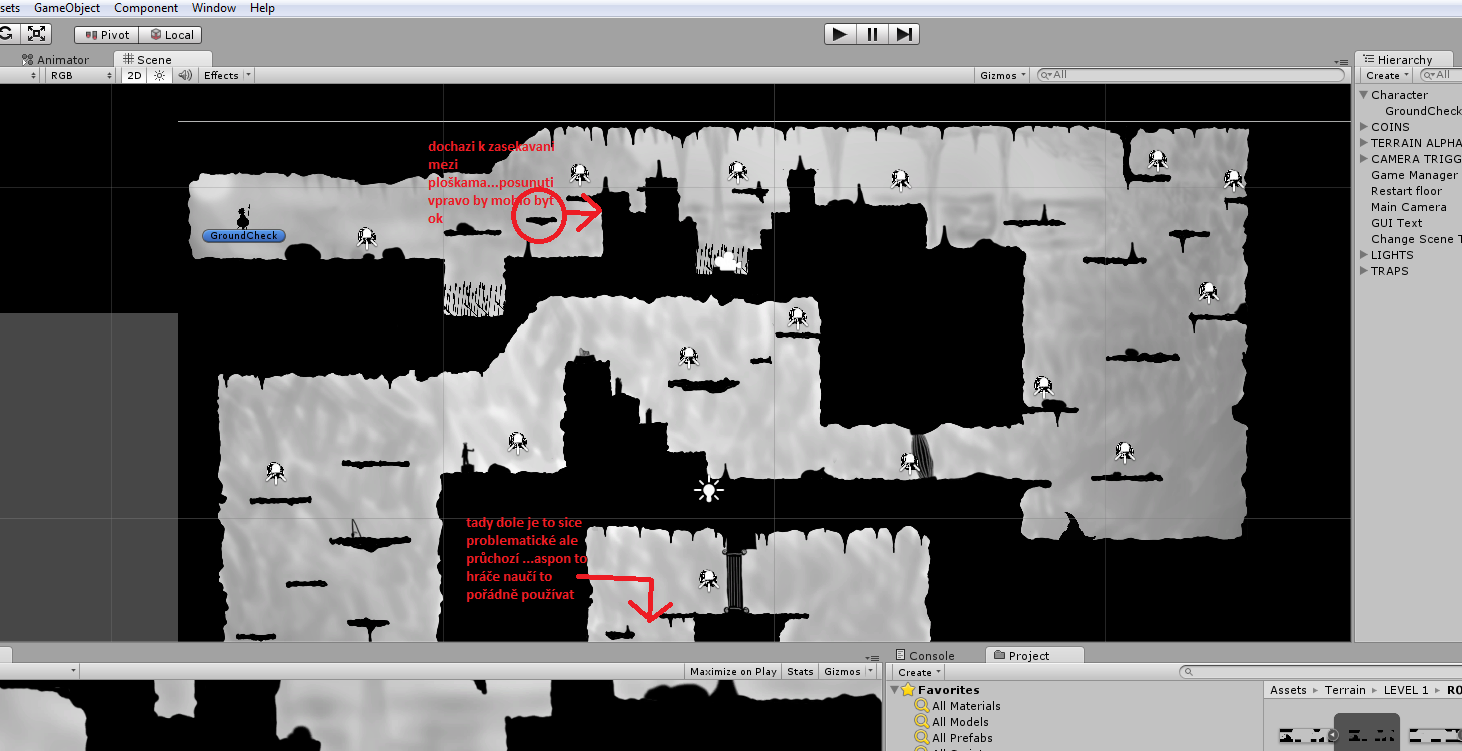 sets GameObject Component Window Help
Pivot Local
Animator Scene
RGB 2D Effects Gizmos All
Hierarchy
Create All
Character
GroundCheck
COINS
TERRAIN ALPHA
CAMERA TRIGG
Game Manager
Restart floor
Main Camera
GUI Text
Change Scene T
LIGHTS
TRAPS
dochazi k zasekavani
mezi
ploškama...posunuti
vpravo by mohlo byt
ok
GroundCheck
tady dole je to sice
problematické ale
průchozí ...aspon to
hráče naučí to
pořádně používat
Maximize on Play Stats Gizmos
Console Project
Create
Favorites
All Materials
All Models
All Prefabs
Assets Terrain LEVEL 1 RO